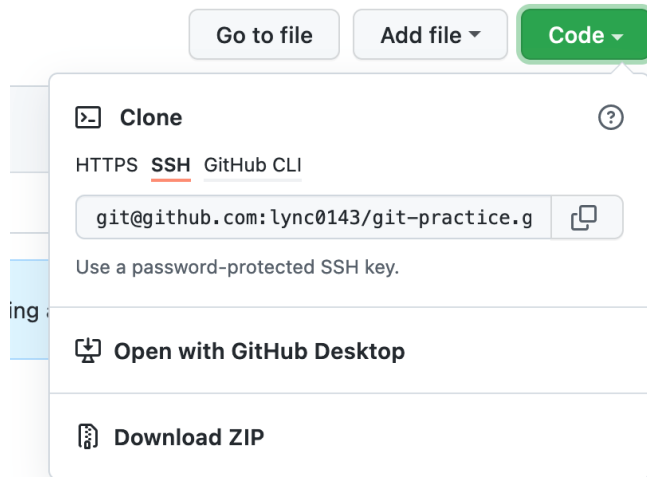 Go to file Add file Code
Clone
HTTPS SSH GitHub CLI
git@github.com:lync0143/git-practice.g
Use a password-protected SSH key.
ing
Open with GitHub Desktop
Download ZIP